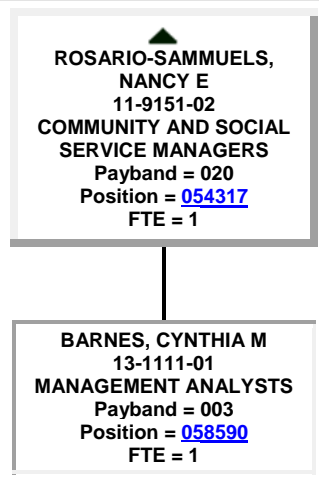 ROSARIO-SAMMUELS,
NANCY E
11-9151-02
COMMUNITY AND SOCIAL
SERVICE MANAGERS
Payband = 020
Position = 054317
FTE = 1
BARNES, CYNTHIA M
13-1111-01
MANAGEMENT ANALYSTS
Payband = 003
Position = 058590
FTE = 1